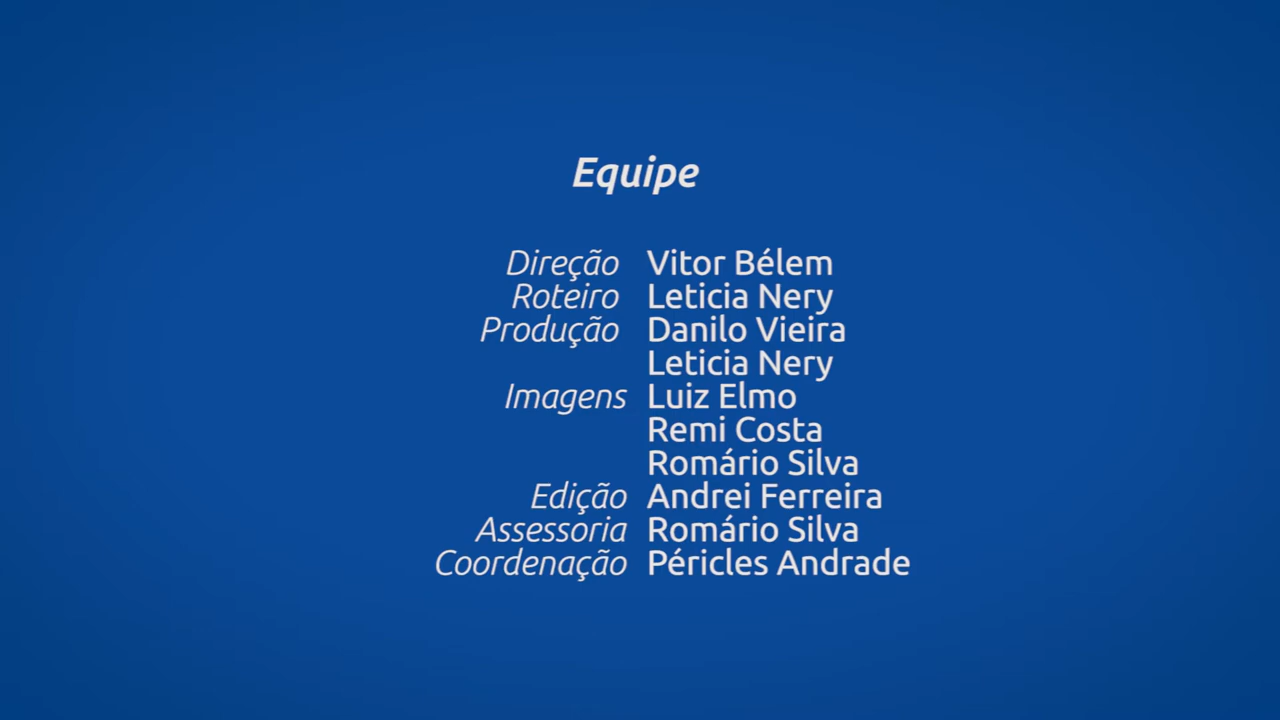 Equipe
Direção Vitor Bélem
Roteiro Leticia Nery
Produção Danilo Vieira
Leticia Nery
Imagens Luiz Elmo
Remi Costa
Romário Silva
Edição Andrei Ferreira
Assessoria Romário Silva
Coordenação Péricles Andrade